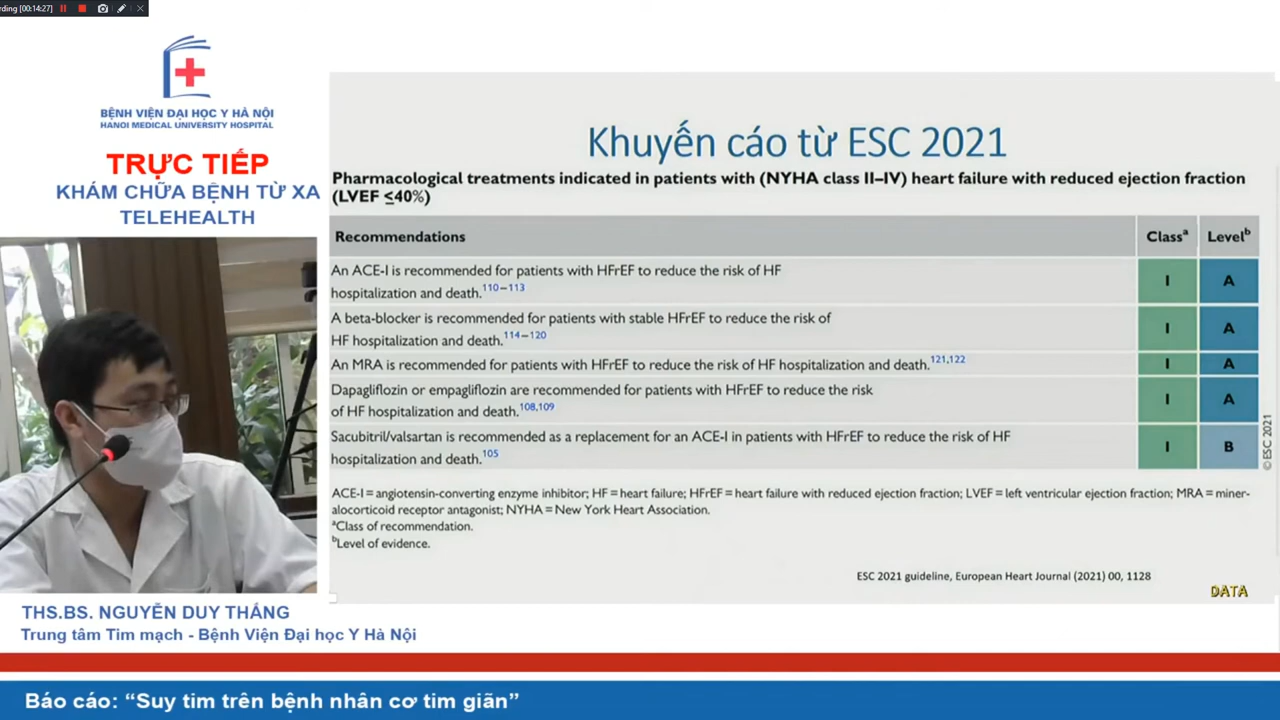 rding [00:14:27]
BỆNH VIỆN ĐẠI HỌC Y HÀ NỘI
HANOI MEDICAL UNIVERSITY HOSPITAL
TRỰC TIẾP
KHÁM CHỮA BỆNH TỪ XA
TELEHEALTH
Khuyến cáo từ ESC 2021
Pharmacological treatments indicated in patients with (NYHA class II–IV) heart failure with reduced ejection fraction
(LVEF ≤40%)
Recommendations Classᵃ Levelᵇ
An ACE-I is recommended for patients with HFrEF to reduce the risk of HF
hospitalization and death.110–113 I A
A beta-blocker is recommended for patients with stable HFrEF to reduce the risk of
HF hospitalization and death.114–120 I A
An MRA is recommended for patients with HFrEF to reduce the risk of HF hospitalization and death.121,122 I A
Dapagliflozin or empagliflozin are recommended for patients with HFrEF to reduce the risk
of HF hospitalization and death.108,109 I A
Sacubitril/valsartan is recommended as a replacement for an ACE-I in patients with HFrEF to reduce the risk of HF
hospitalization and death.105 I B
©ESC 2021
ACE-I = angiotensin-converting enzyme inhibitor; HF = heart failure; HFrEF = heart failure with reduced ejection fraction; LVEF = left ventricular ejection fraction; MRA = miner-
alocorticoid receptor antagonist; NYHA = New York Heart Association.
ᵃClass of recommendation.
ᵇLevel of evidence.
ESC 2021 guideline, European Heart Journal (2021) 00, 1128
DATA
THS.BS. NGUYỄN DUY THẮNG
Trung tâm Tim mạch - Bệnh Viện Đại học Y Hà Nội
Báo cáo: “Suy tim trên bệnh nhân cơ tim giãn”